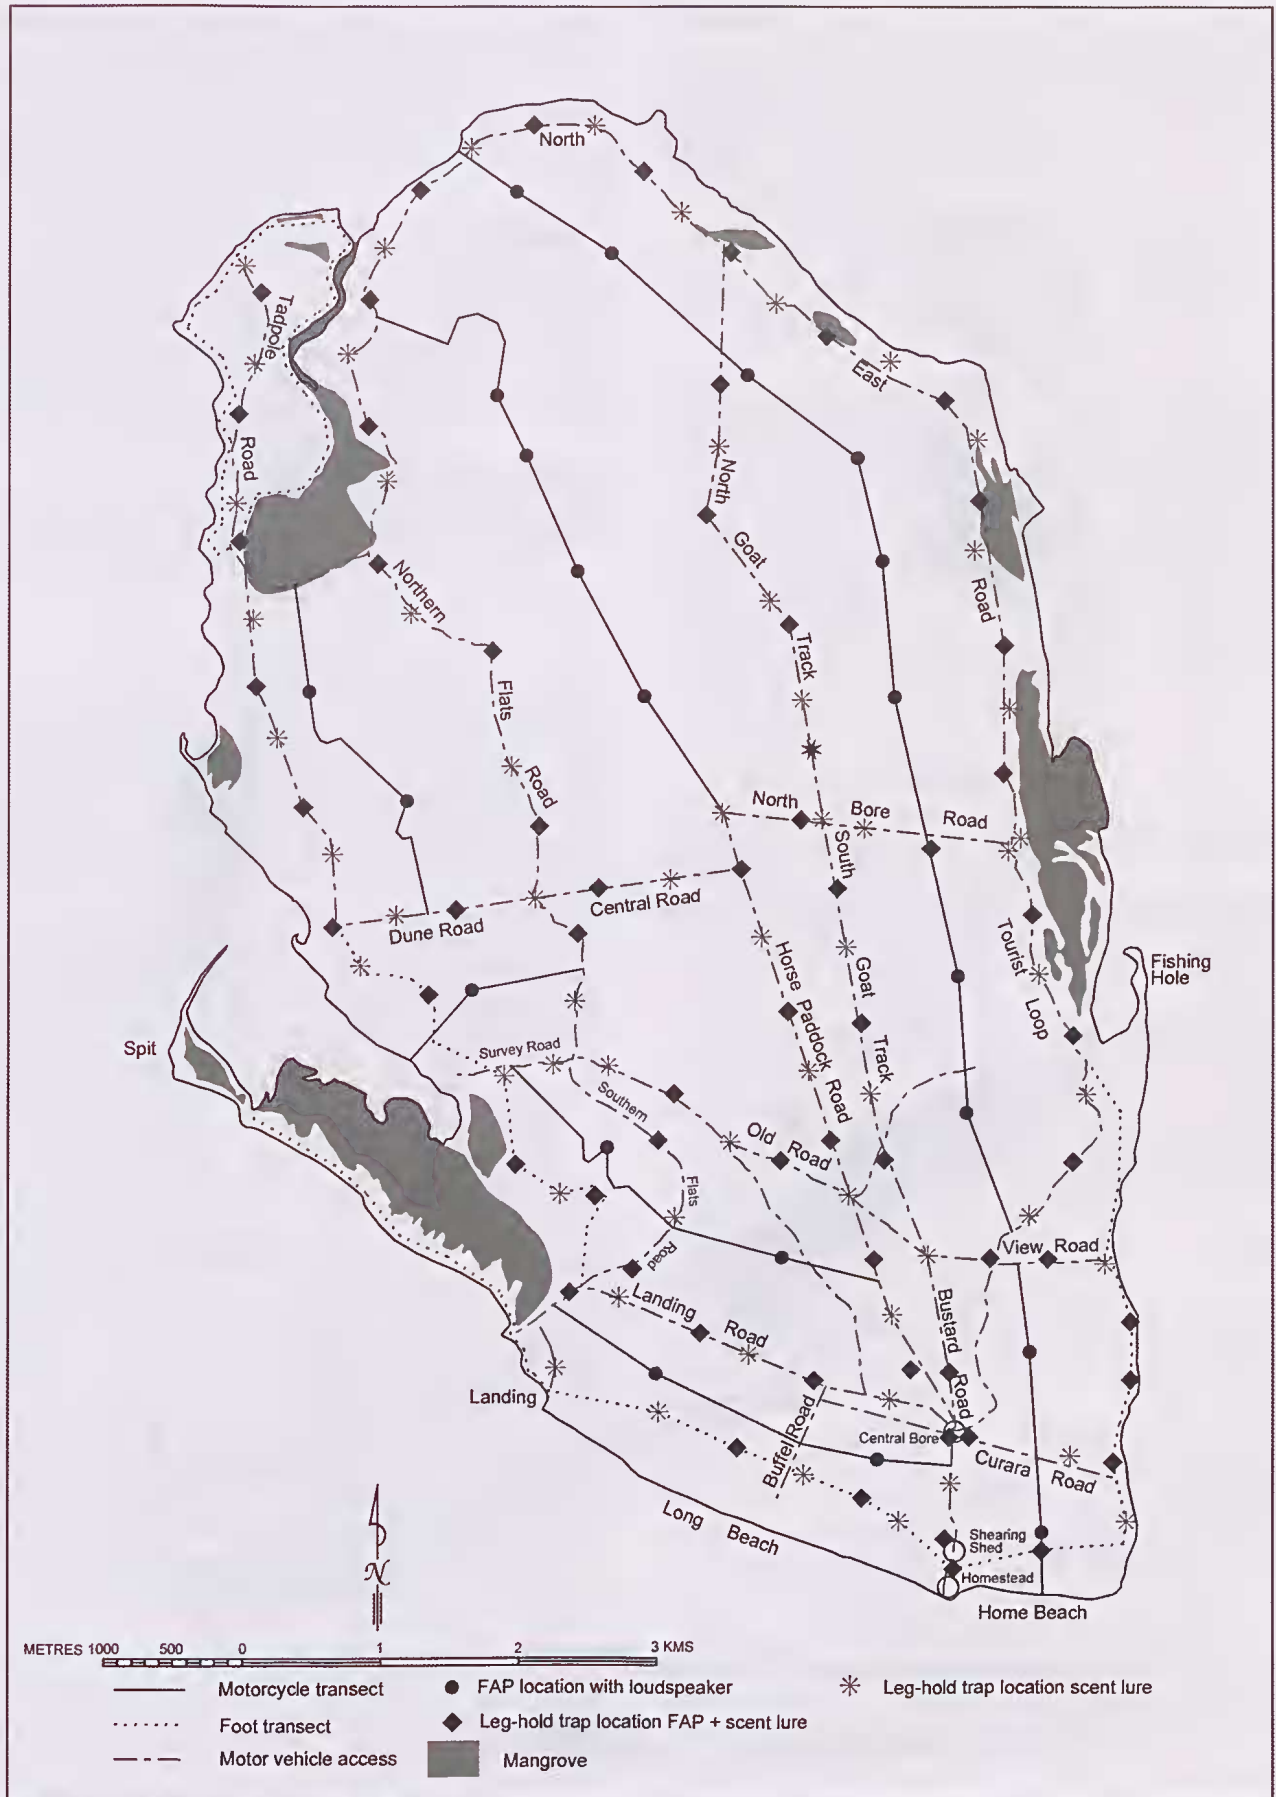 North
Tadpole
Road
East
Road
North
Goat
Track
Northern
Flats
Road
North Bore Road
South
Goat
Track
Central Road
Dune Road
Horse Paddock Road
Tourist
Loop
Fishing
Hole
Spit
Survey Road
Southern
Flats
Road
Old Road
View Road
Landing Road
Bustard
Road
Landing
Buffel Road
Central Bore
Curara Road
Long Beach
Shearing
Shed
Homestead
Home Beach
N
METRES 1000 500 0 1 2 3 KMS
Motorcycle transect
FAP location with loudspeaker
Leg-hold trap location scent lure
Foot transect
Leg-hold trap location FAP + scent lure
Motor vehicle access
Mangrove